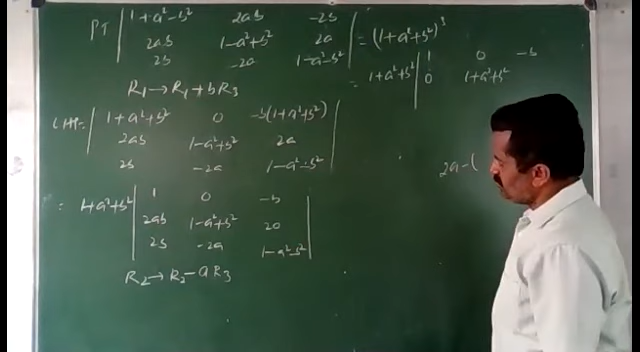 PT | 1+a²-b² 2ab -2b |
| 2ab 1-a²+b² 2a | = (1+a²+b²)³
| 2b -2a 1-a²-b² |
R₁→R₁+bR₃
LHS= | 1+a²+b² 0 -b(1+a²+b²) |
| 2ab 1-a²+b² 2a |
| 2b -2a 1-a²-b² |
= 1+a²+b² | 1 0 -b |
| 2ab 1-a²+b² 2a |
| 2b -2a 1-a²-b² |
R₂→R₂-aR₃
= 1+a²+b² | 1 0 -b
| 0 1+a²+b²
2a-(